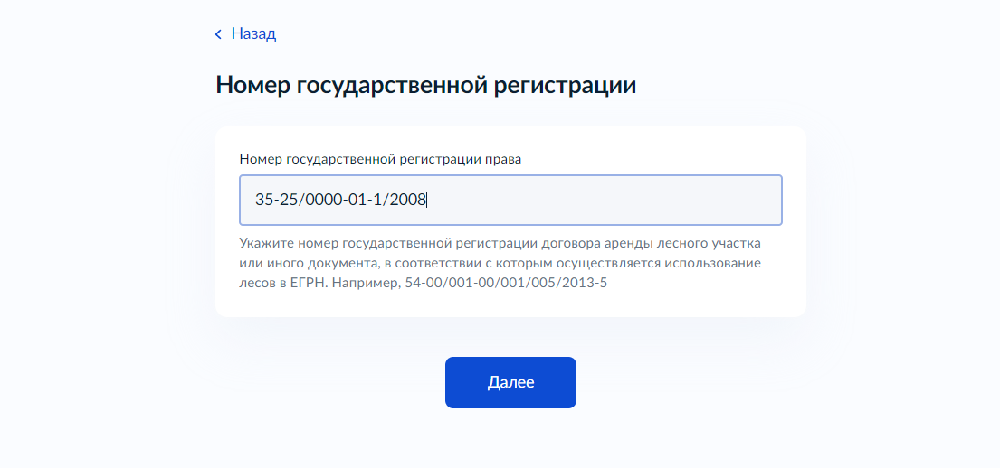 Назад
Номер государственной регистрации
Номер государственной регистрации права
35-25/0000-01-1/2008
Укажите номер государственной регистрации договора аренды лесного участка
или иного документа, в соответствии с которым осуществляется использование
лесов в ЕГРН. Например, 54-00/001-00/001/005/2013-5
Далее